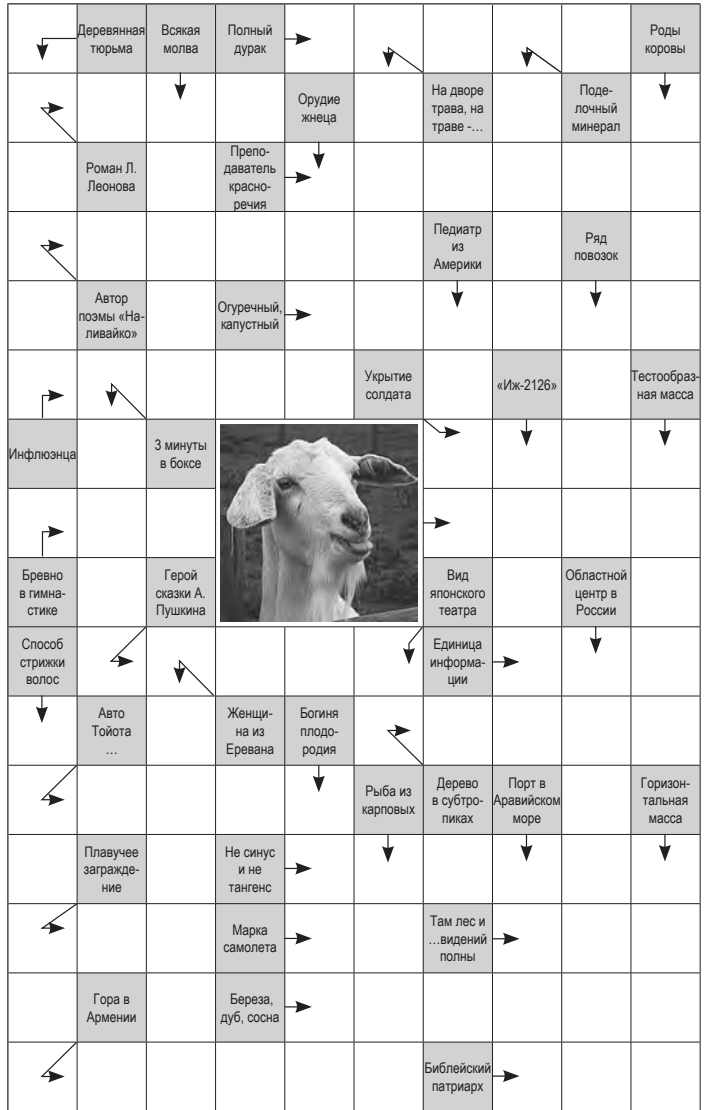 Деревянная
тюрьма
Всякая
молва
Полный
дурак
Роды
коровы
Орудие
жнеца
На дворе
трава, на
траве -…
Поде-
лочный
минерал
Роман Л.
Леонова
Препо-
даватель
красно-
речия
Педиатр
из
Америки
Ряд
повозок
Автор
поэмы «На-
ливайко»
Огуречный,
капустный
Укрытие
солдата
«Иж-2126»
Тестообраз-
ная масса
Инфлюэнца
3 минуты
в боксе
Бревно
в гимна-
стике
Герой
сказки А.
Пушкина
Вид
японского
театра
Областной
центр в
России
Способ
стрижки
волос
Единица
информа-
ции
Авто
Тойота
…
Женщи-
на из
Еревана
Богиня
плодо-
родия
Рыба из
карповых
Дерево
в субтро-
пиках
Порт в
Аравийском
море
Горизон-
тальная
масса
Плавучее
загражде-
ние
Не синус
и не
тангенс
Марка
самолета
Там лес и
…видений
полны
Гора в
Армении
Береза,
дуб, сосна
Библейский
патриарх